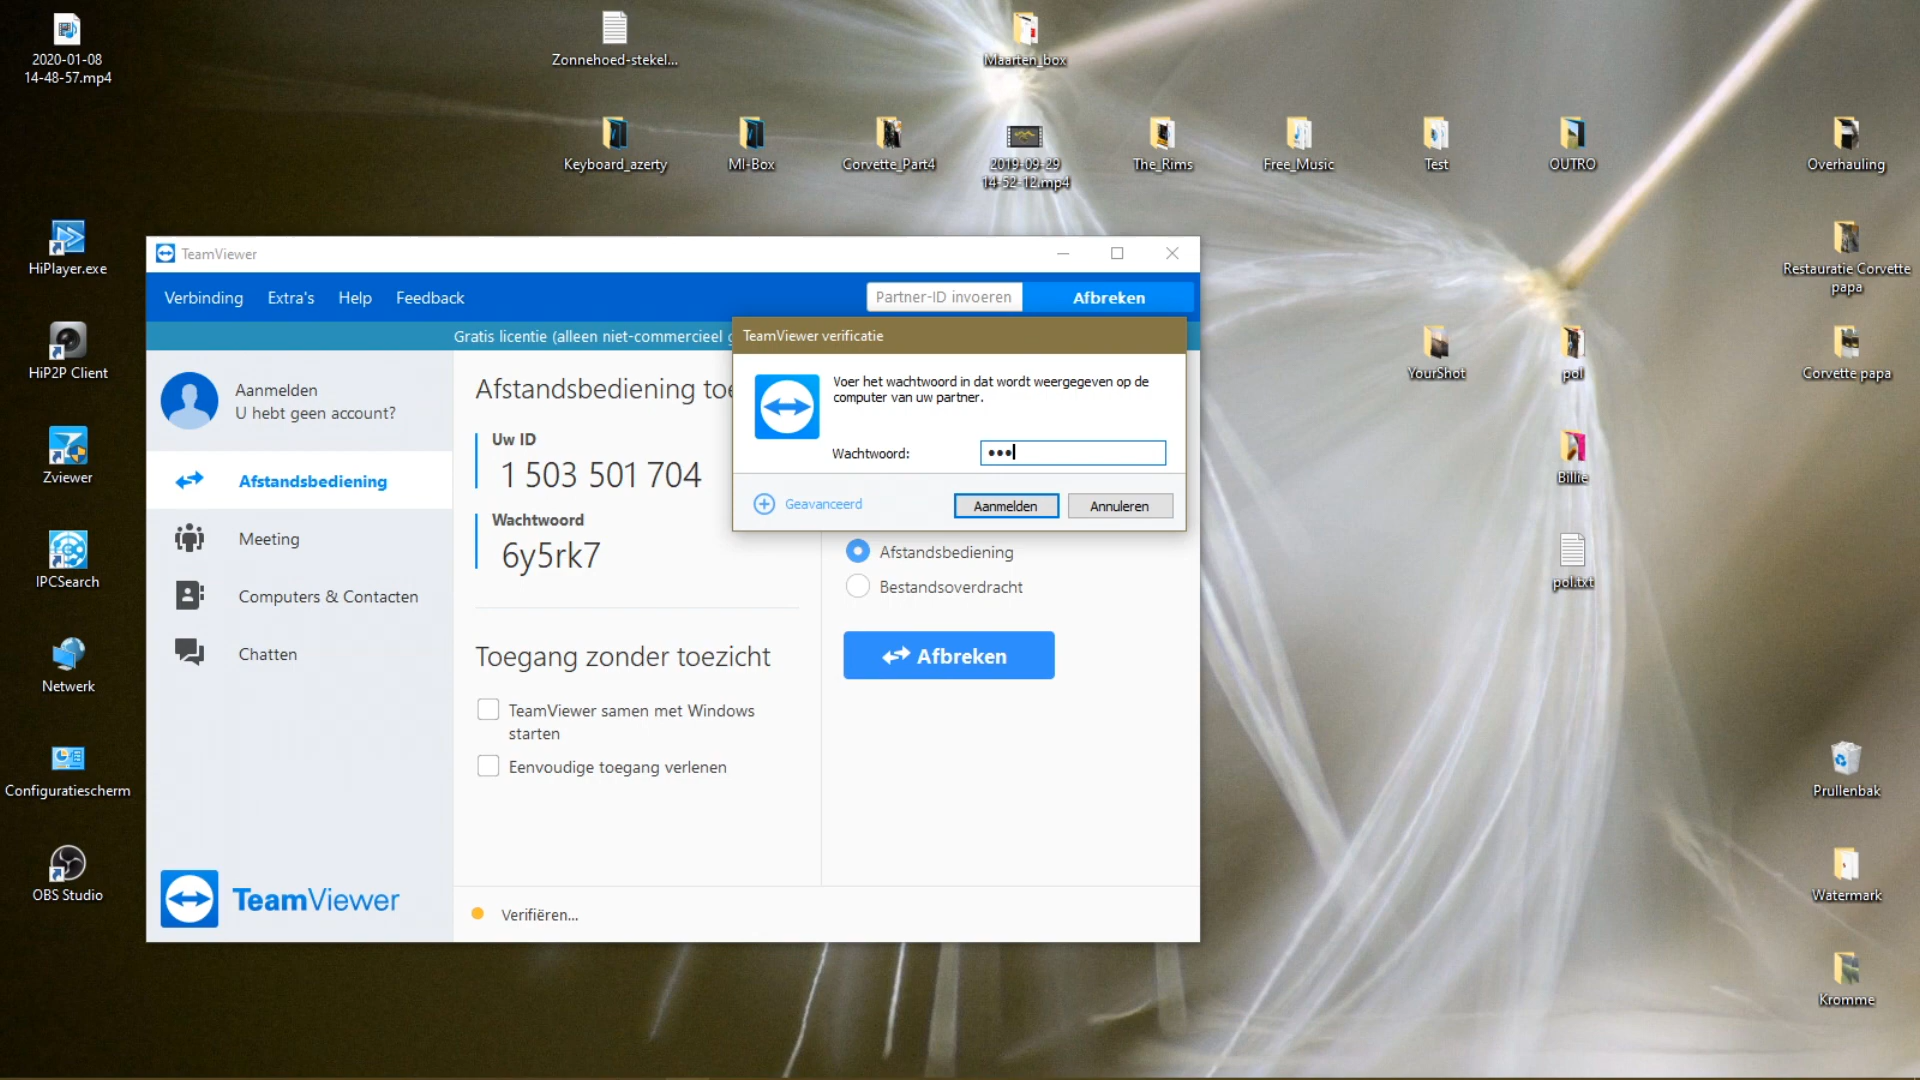 2020-01-08
14-48-57.mp4
Zonnehoed-stekel...
Maarten_box
Keyboard_azerty
MI-Box
Corvette_Part4
2019-09-29
14-52-12.mp4
The_Rims
Free_Music
Test
OUTRO
Overhauling
HiPlayer.exe
Restauratie Corvette
papa
HiP2P Client
YourShot
pol
Corvette papa
Zviewer
Billie
IPCSearch
pol.txt
Netwerk
Configuratiescherm
Prullenbak
OBS Studio
Watermark
Kromme
TeamViewer
Verbinding
Extra's
Help
Feedback
Partner-ID invoeren
Afbreken
Gratis licentie (alleen niet-commercieel
Aanmelden
U hebt geen account?
Afstandsbediening
Meeting
Computers & Contacten
Chatten
TeamViewer
Afstandsbediening toe
Uw ID
1 503 501 704
Wachtwoord
6y5rk7
Toegang zonder toezicht
TeamViewer samen met Windows
starten
Eenvoudige toegang verlenen
TeamViewer verificatie
Voer het wachtwoord in dat wordt weergegeven op de
computer van uw partner.
Wachtwoord:
Geavanceerd
Aanmelden
Annuleren
Afstandsbediening
Bestandsoverdracht
Afbreken
Verifiëren...